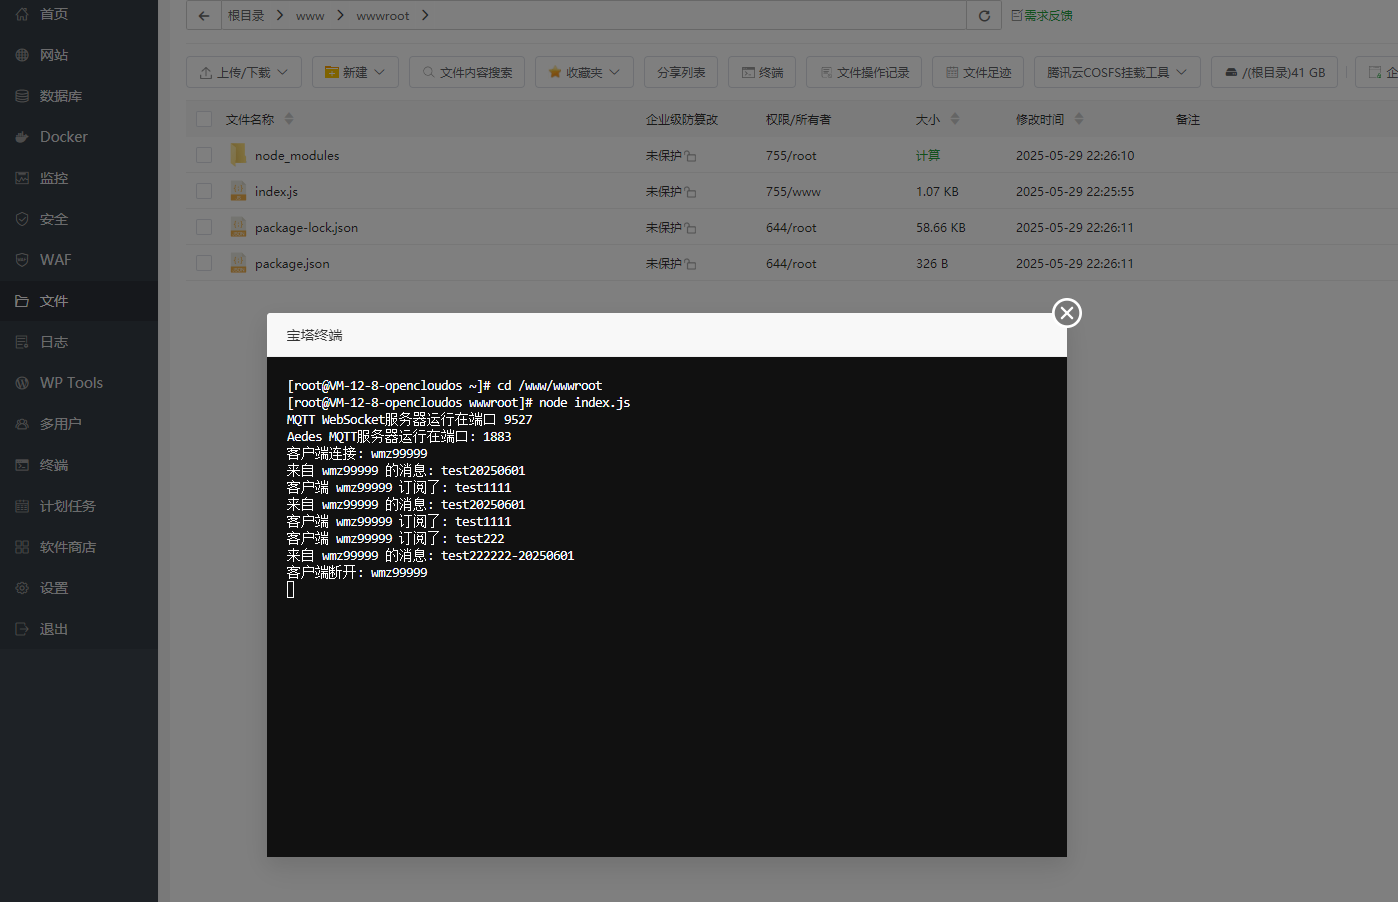 首页
网站
数据库
Docker
监控
安全
WAF
文件
日志
WP Tools
多用户
终端
计划任务
软件商店
设置
退出
根目录 www wwwroot
需求反馈
上传/下载 新建 文件内容搜索 收藏夹 分享列表 终端 文件操作记录 文件足迹 腾讯云COSFS挂载工具 /(根目录)41 GB 企
文件名称 企业级防篡改 权限/所有者 大小 修改时间 备注
node_modules 未保护 755/root 计算 2025-05-29 22:26:10
index.js 未保护 755/www 1.07 KB 2025-05-29 22:25:55
package-lock.json 未保护 644/root 58.66 KB 2025-05-29 22:26:11
package.json 未保护 644/root 326 B 2025-05-29 22:26:11
宝塔终端
[root@VM-12-8-opencloudos ~]# cd /www/wwwroot
[root@VM-12-8-opencloudos wwwroot]# node index.js
MQTT WebSocket服务器运行在端口 9527
Aedes MQTT服务器运行在端口: 1883
客户端连接: wmz99999
来自 wmz99999 的消息: test20250601
客户端 wmz99999 订阅了: test1111
来自 wmz99999 的消息: test20250601
客户端 wmz99999 订阅了: test1111
客户端 wmz99999 订阅了: test222
来自 wmz99999 的消息: test222222-20250601
客户端断开: wmz99999